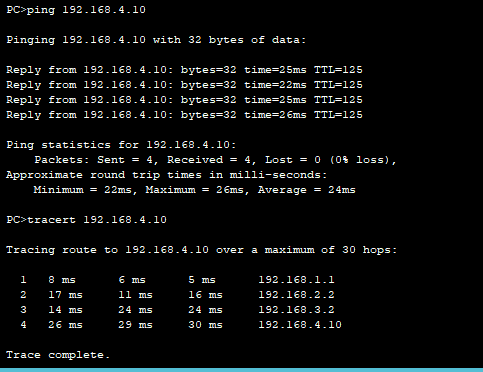 PC>ping 192.168.4.10
Pinging 192.168.4.10 with 32 bytes of data:
Reply from 192.168.4.10: bytes=32 time=25ms TTL=125
Reply from 192.168.4.10: bytes=32 time=22ms TTL=125
Reply from 192.168.4.10: bytes=32 time=25ms TTL=125
Reply from 192.168.4.10: bytes=32 time=26ms TTL=125
Ping statistics for 192.168.4.10:
Packets: Sent = 4, Received = 4, Lost = 0 (0% loss),
Approximate round trip times in milli-seconds:
Minimum = 22ms, Maximum = 26ms, Average = 24ms
PC>tracert 192.168.4.10
Tracing route to 192.168.4.10 over a maximum of 30 hops:
1 8 ms 6 ms 5 ms 192.168.1.1
2 17 ms 11 ms 16 ms 192.168.2.2
3 14 ms 24 ms 24 ms 192.168.3.2
4 26 ms 29 ms 30 ms 192.168.4.10
Trace complete.